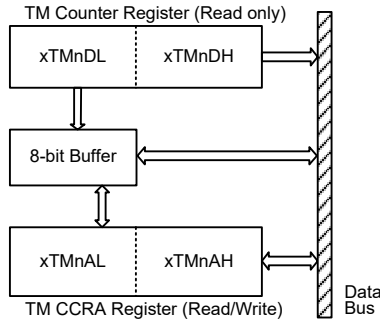 TM Counter Register (Read only)
xTMnDL xTMnDH
8-bit Buffer
xTMnAL xTMnAH
TM CCRA Register (Read/Write)
Data
Bus